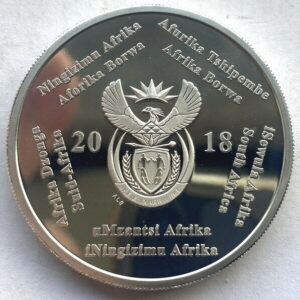 Ningizimu Afrika
Aforika Borwa
Afurika Tshipembe
Afrika Borwa
Afrika Dzonga
Suid-Afrika
20 18
iSewula Afrika
South Africa
uMzantsi Afrika
iNingizimu Afrika